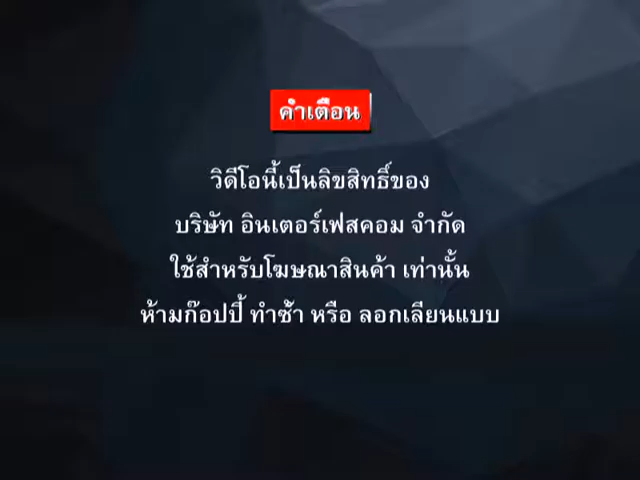 คำเตือน
วิดีโอนี้เป็นลิขสิทธิ์ของ
บริษัท อินเตอร์เฟสคอม จำกัด
ใช้สำหรับโฆษณาสินค้า เท่านั้น
ห้ามก๊อปปี้ ทำซ้ำ หรือ ลอกเลียนแบบ